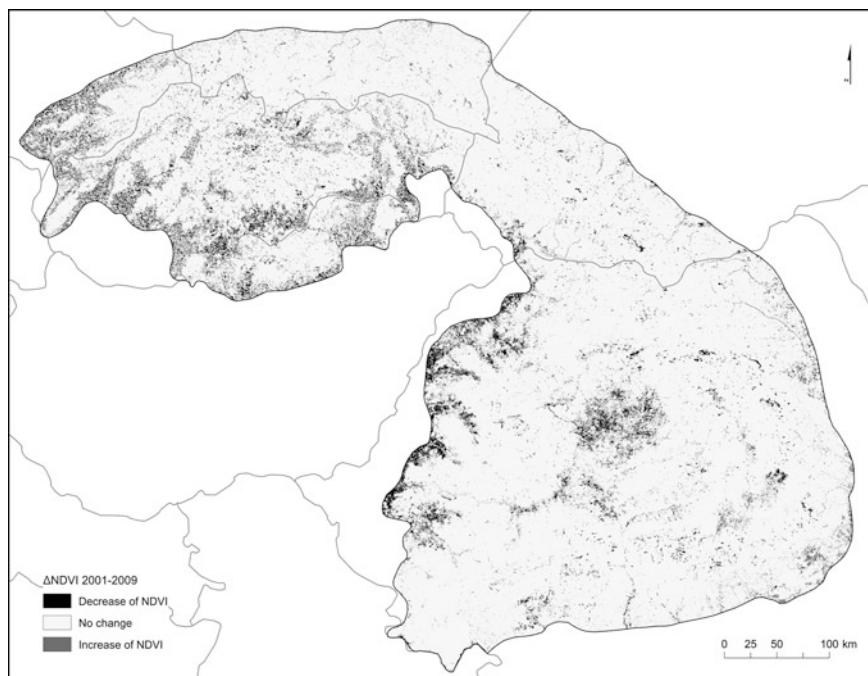 z
ΔNDVI 2001-2009
Decrease of NDVI
No change
Increase of NDVI
0 25 50 100 km